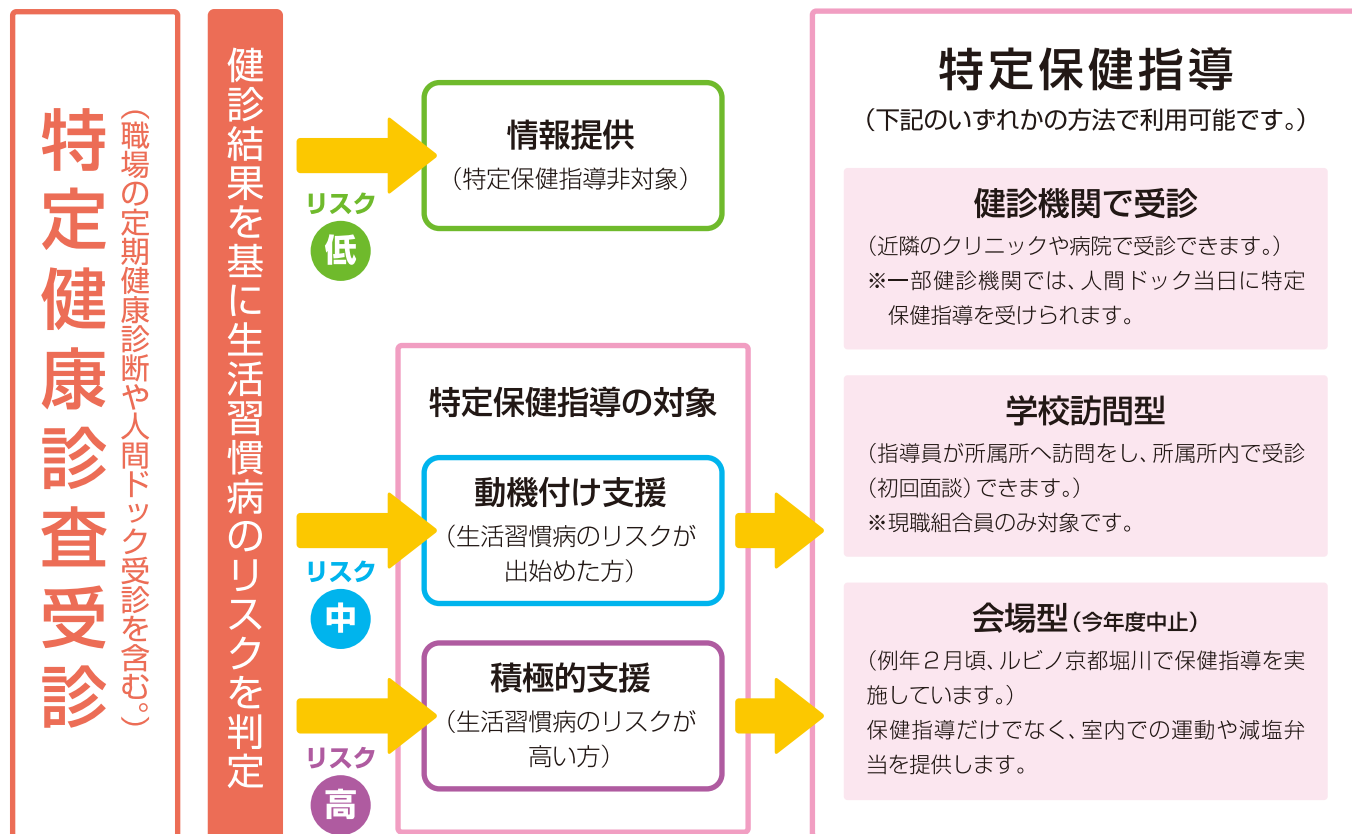 特定健康診査受診
(職場の定期健康診断や人間ドック受診を含む。)
健診結果を基に生活習慣病のリスクを判定
リスク
低
情報提供
(特定保健指導非対象)
特定保健指導の対象
リスク
中
動機付け支援
(生活習慣病のリスクが
出始めた方)
リスク
高
積極的支援
(生活習慣病のリスクが
高い方)
特定保健指導
(下記のいずれかの方法で利用可能です。)
健診機関で受診
(近隣のクリニックや病院で受診できます。)
※一部健診機関では、人間ドック当日に特定
保健指導を受けられます。
学校訪問型
(指導員が所属所へ訪問をし、所属所内で受診
(初回面談)できます。)
※現職組合員のみ対象です。
会場型(今年度中止)
(例年2月頃、ルビノ京都堀川で保健指導を実
施しています。)
保健指導だけでなく、室内での運動や減塩弁
当を提供します。